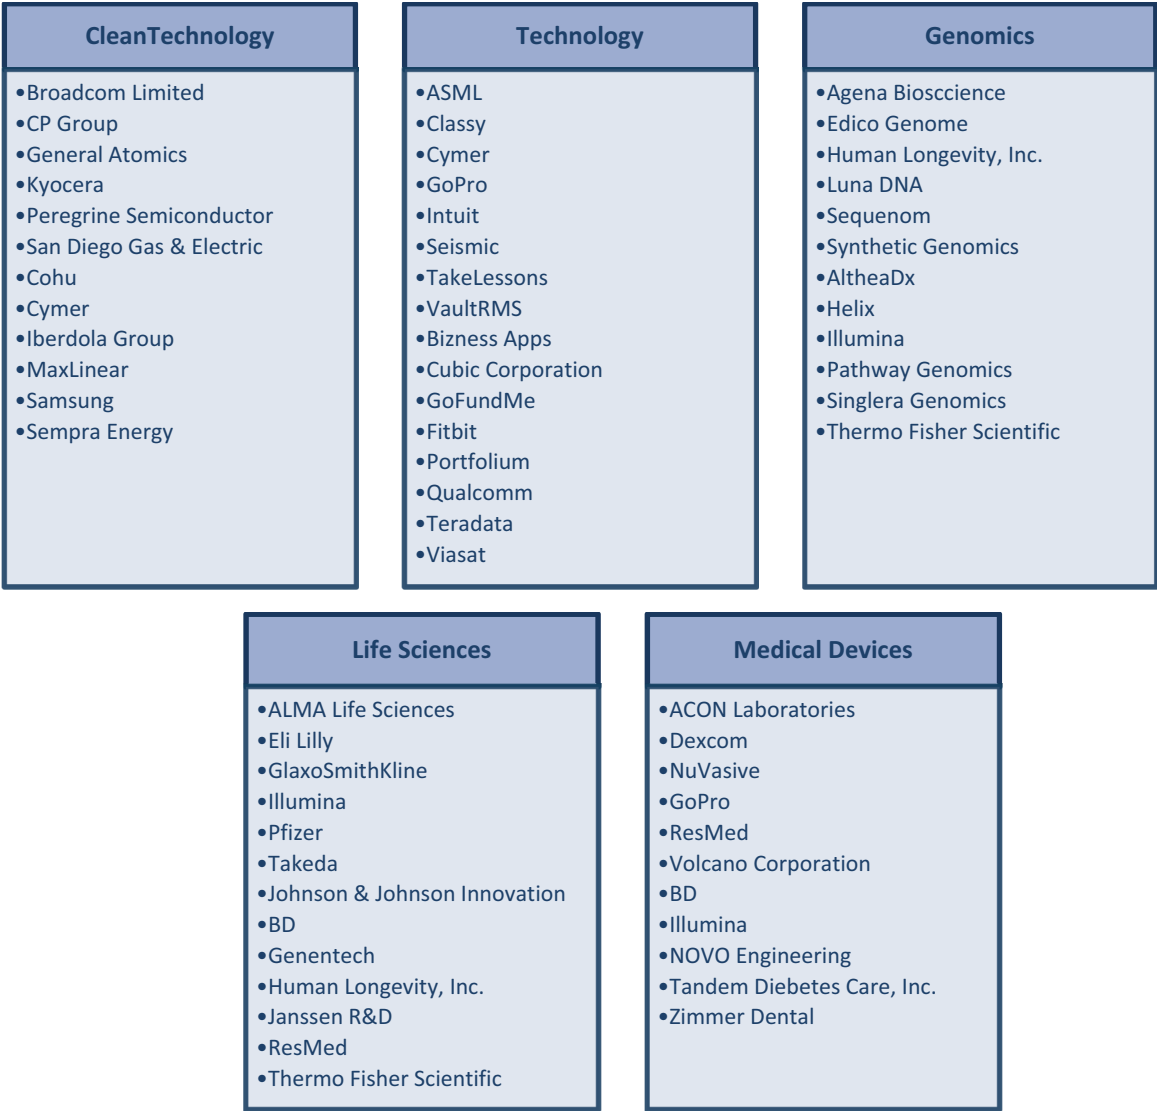 CleanTechnology
•Broadcom Limited
•CP Group
•General Atomics
•Kyocera
•Peregrine Semiconductor
•San Diego Gas & Electric
•Cohu
•Cymer
•Iberdola Group
•MaxLinear
•Samsung
•Sempra Energy
Technology
•ASML
•Classy
•Cymer
•GoPro
•Intuit
•Seismic
•TakeLessons
•VaultRMS
•Bizness Apps
•Cubic Corporation
•GoFundMe
•Fitbit
•Portfolium
•Qualcomm
•Teradata
•Viasat
Genomics
•Agena Biosccience
•Edico Genome
•Human Longevity, Inc.
•Luna DNA
•Sequenom
•Synthetic Genomics
•AltheaDx
•Helix
•Illumina
•Pathway Genomics
•Singlera Genomics
•Thermo Fisher Scientific
Life Sciences
•ALMA Life Sciences
•Eli Lilly
•GlaxoSmithKline
•Illumina
•Pfizer
•Takeda
•Johnson & Johnson Innovation
•BD
•Genentech
•Human Longevity, Inc.
•Janssen R&D
•ResMed
•Thermo Fisher Scientific
Medical Devices
•ACON Laboratories
•Dexcom
•NuVasive
•GoPro
•ResMed
•Volcano Corporation
•BD
•Illumina
•NOVO Engineering
•Tandem Diebetes Care, Inc.
•Zimmer Dental